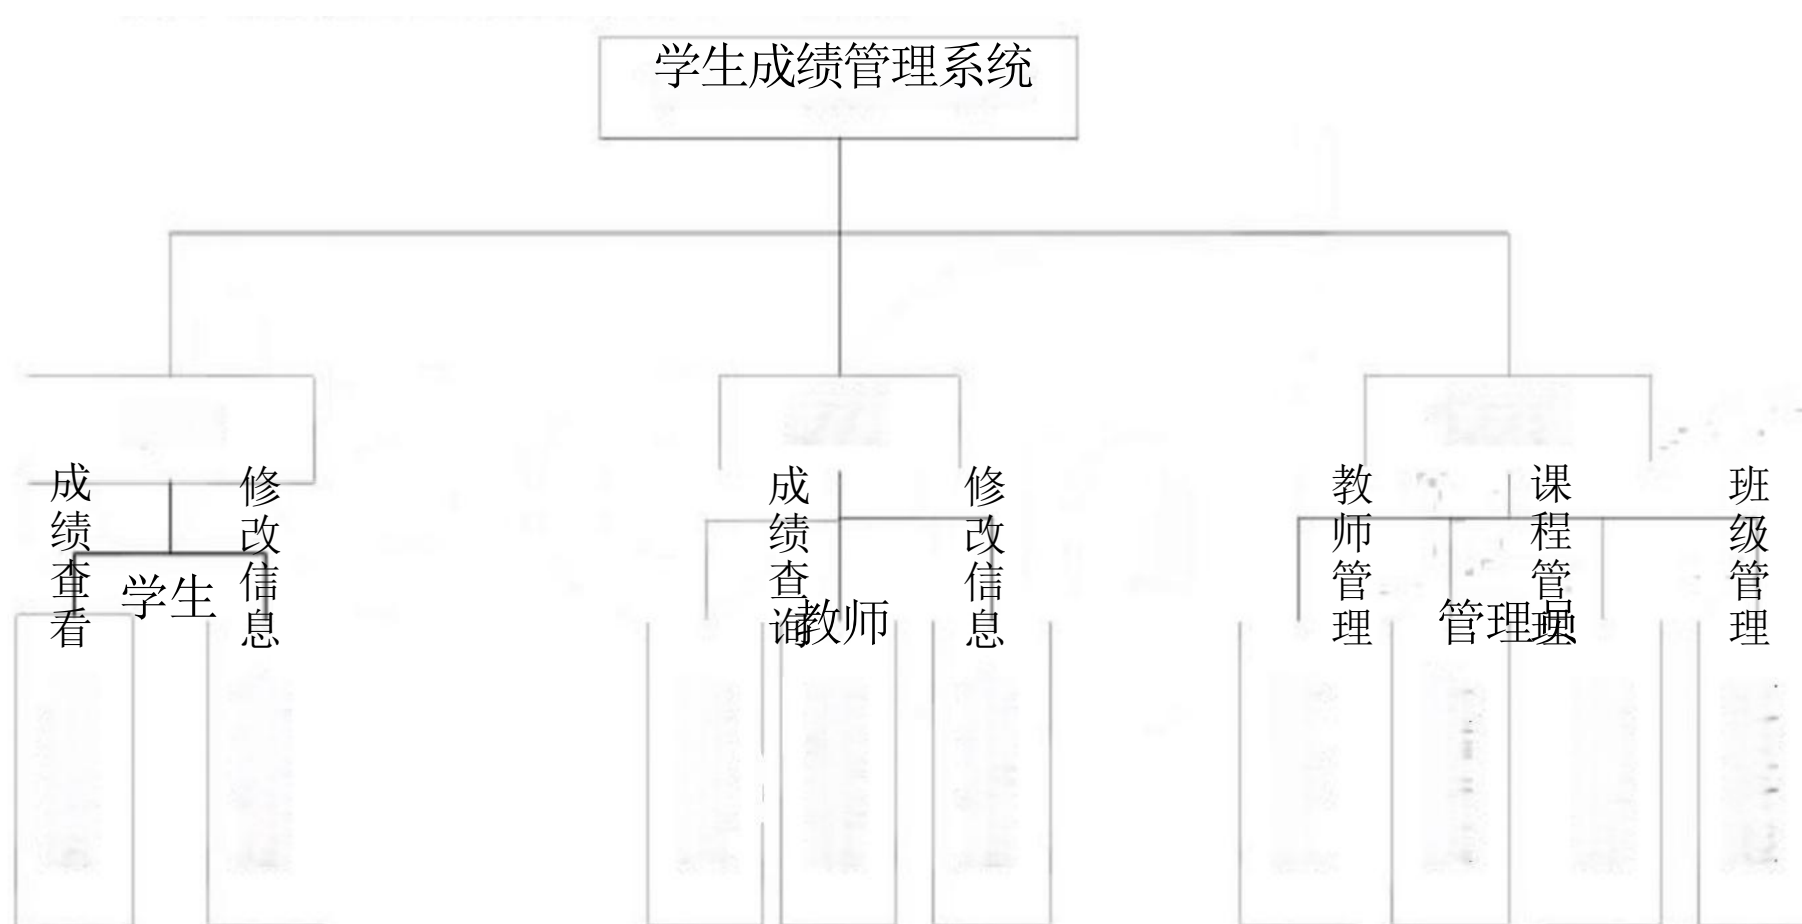 学生成绩管理系统
学生
教师
管理员
成绩查看
修改信息
成绩查询
修改信息
教师管理
课程管理
班级管理